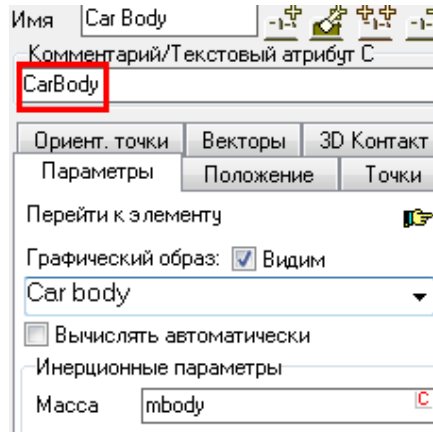 Имя Car Body
Комментарий/Текстовый атрибут C
CarBody
Ориент. точки Векторы 3D Контакт
Параметры Положение Точки
Перейти к элементу
Графический образ: Видим
Car body
Вычислять автоматически
Инерционные параметры
Масса mbody C